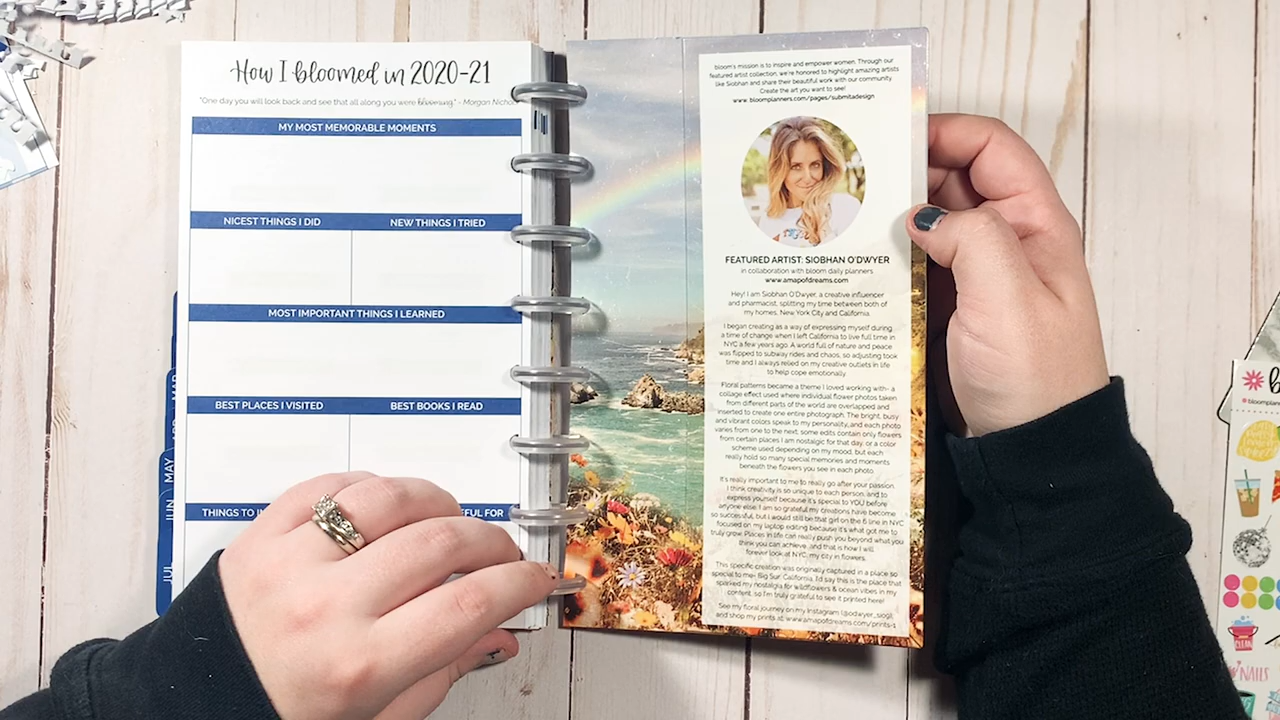 How I bloomed in 2020-21
"One day you will look back and see that all along you were blooming." - Morgan
MY MOST MEMORABLE MOMENTS
NICEST THINGS I DID
NEW THINGS I TRIED
MOST IMPORTANT THINGS I LEARNED
BEST PLACES I VISITED
BEST BOOKS I READ
THINGS TO
FOR
MAR
APR
MAY
JUN
JUL
bloom's mission is to inspire and empower women. Through our
featured artist collection, we're honored to highlight amazing artists
like Siobhan and share their beautiful work with our community.
Create the art you want to see!
www.bloomplanners.com/pages/submitadesign
FEATURED ARTIST: SIOBHAN O'DWYER
in collaboration with bloom daily planners
www.amapofdreams.com
Hey! I am Siobhan O'Dwyer, a creative influencer
and pharmacist, splitting my time between both of
my homes, New York City and California.
I began creating as a way of expressing myself during
a time of change when I left California to live full time in
NYC a few years ago. A world full of nature and peace
was flipped to subway rides and chaos, so adjusting took
time and I always relied on my creative outlets in life
to help cope emotionally.
Floral patterns became a theme I loved working with- a
collage effect used where individual flower photos taken
from different parts of the world are overlapped and
inserted to create one entire photograph. The bright, busy
and vibrant colors speak to my personality, and each photo
varies from one to the next, some edits contain only flowers
from certain places I am nostalgic for that day, or a color
scheme used depending on my mood, but each
really hold so many special memories and moments
beneath the flowers you see in each photo.
It's really important to me to really go after your passion.
I think creativity is so unique to each person, and to
express yourself because it's special to YOU before
anyone else. I am so grateful my creations have become
so successful, but I would still be that girl on the 6 line in NYC
focused on my laptop editing because it's what got me to
truly grow. Places in life can really push you beyond what you
think you can achieve, and that is how I will
forever look at NYC, my city in flowers.
This specific creation was originally captured in a place so
special to me- Big Sur, California. I'd say this is the place that
sparked my nostalgia for wildflowers & ocean vibes in my
content, so I'm truly grateful to see it printed here!
See my floral journey on my Instagram (@odwyer_siog)
and shop my prints at: www.amapofdreams.com/prints-1
b
bloomplann
CLEAN
NAILS